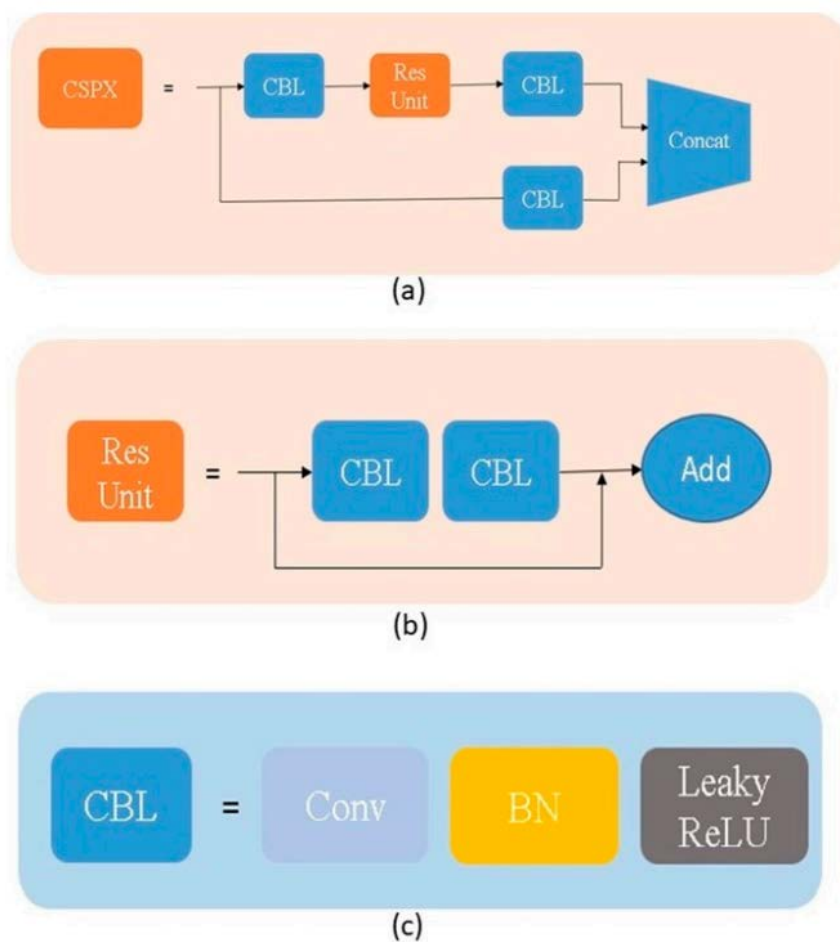 CSPX = CBL Res Unit CBL Concat
CBL
(a)
Res Unit = CBL CBL Add
(b)
CBL = Conv BN Leaky ReLU
(c)